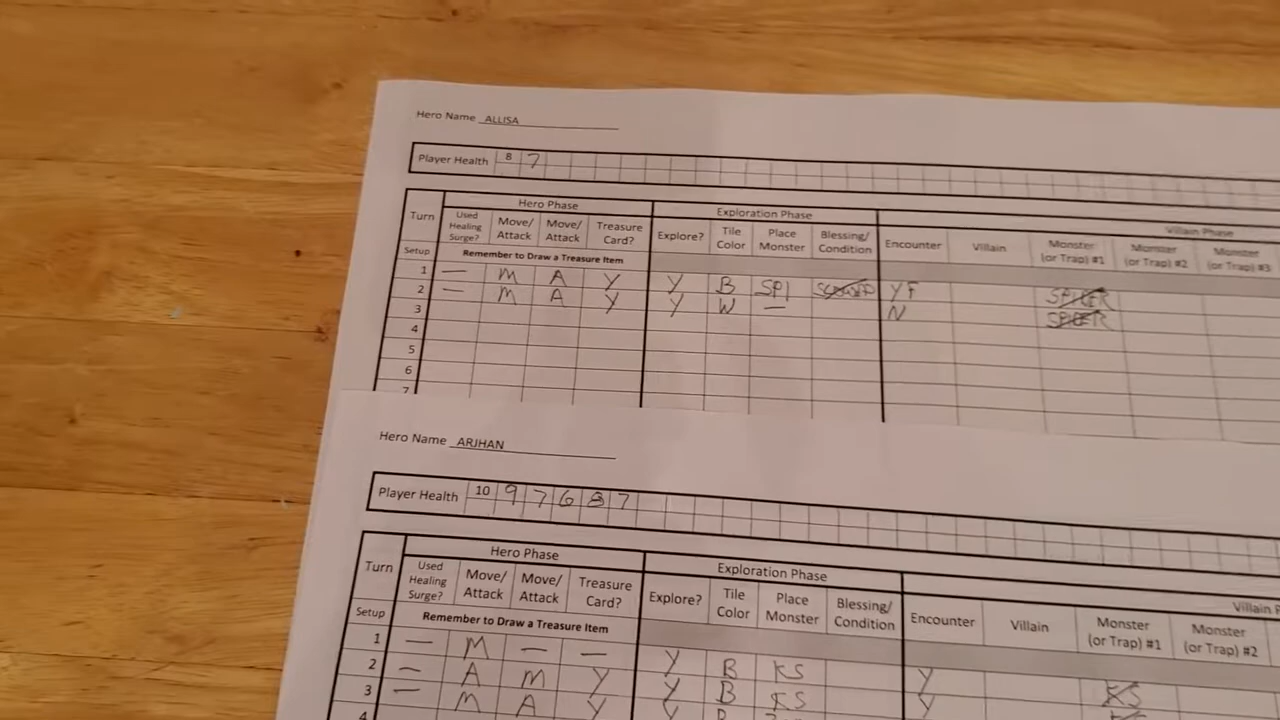 Hero Name ALLISA
Player Health 8 7
Hero Phase Exploration Phase Villain Phase
Turn Used Healing Surge? Move/ Attack Move/ Attack Treasure Card? Explore? Tile Color Place Monster Blessing/ Condition Encounter Villain Monster (or Trap) #1 Monster (or Trap) #2 Monster (or Trap) #3
Setup Remember to Draw a Treasure Item
1 — M A Y Y B SPI YF SPIDER
2 — M A Y Y W — N SPIDER
3
4
5
6
7
Hero Name ARJHAN
Player Health 10 9 7 6 8 7
Hero Phase Exploration Phase Villain
Turn Used Healing Surge? Move/ Attack Move/ Attack Treasure Card? Explore? Tile Color Place Monster Blessing/ Condition Encounter Villain Monster (or Trap) #1 Monster (or Trap) #2
Setup Remember to Draw a Treasure Item
1 — M — —
2 — A M Y Y B KS Y KS
3 — M A Y Y B KS Y
4